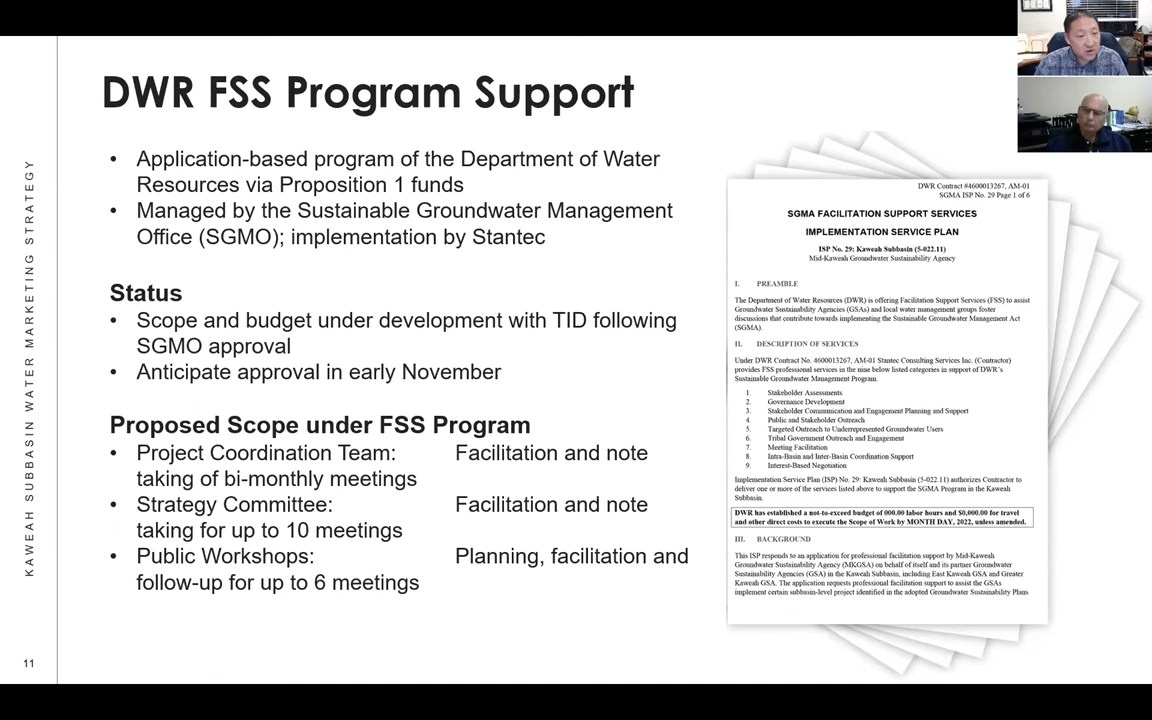 DWR FSS Program Support
• Application-based program of the Department of Water
Resources via Proposition 1 funds
• Managed by the Sustainable Groundwater Management
Office (SGMO); implementation by Stantec
Status
• Scope and budget under development with TID following
SGMO approval
• Anticipate approval in early November
Proposed Scope under FSS Program
• Project Coordination Team: Facilitation and note
taking of bi-monthly meetings
• Strategy Committee: Facilitation and note
taking for up to 10 meetings
• Public Workshops: Planning, facilitation and
follow-up for up to 6 meetings
KAWEAH SUBBASIN WATER MARKETING STRATEGY
11
DWR Contract #4600013267, AM-01
SGMA ISP No. 29 Page 1 of 6
SGMA FACILITATION SUPPORT SERVICES
IMPLEMENTATION SERVICE PLAN
ISP No. 29: Kaweah Subbasin (5-022.11)
Mid-Kaweah Groundwater Sustainability Agency
I. PREAMBLE
The Department of Water Resources (DWR) is offering Facilitation Support Services (FSS) to assist
Groundwater Sustainability Agencies (GSAs) and local water management groups foster
discussions that contribute towards implementing the Sustainable Groundwater Management Act
(SGMA).
II. DESCRIPTION OF SERVICES
Under DWR Contract No. 4600013267, AM-01 Stantec Consulting Services Inc. (Contractor)
provides FSS professional services in the nine below listed categories in support of DWR's
Sustainable Groundwater Management Program.
1. Stakeholder Assessments
2. Governance Development
3. Stakeholder Communication and Engagement Planning and Support
4. Public and Stakeholder Outreach
5. Targeted Outreach to Underrepresented Groundwater Users
6. Tribal Government Outreach and Engagement
7. Meeting Facilitation
8. Intra-Basin and Inter-Basin Coordination Support
9. Interest-Based Negotiation
Implementation Service Plan (ISP) No. 29: Kaweah Subbasin (5-022.11) authorizes Contractor to
deliver one or more of the services listed above to support the SGMA Program in the Kaweah
Subbasin.
DWR has established a not-to-exceed budget of 000.00 labor hours and $0,000.00 for travel
and other direct costs to execute the Scope of Work by MONTH DAY, 2022, unless amended.
III. BACKGROUND
This ISP responds to an application for professional facilitation support by Mid-Kaweah
Groundwater Sustainability Agency (MKGSA) on behalf of itself and its partner Groundwater
Sustainability Agencies (GSA) in the Kaweah Subbasin, including East Kaweah GSA and Greater
Kaweah GSA. The application requests professional facilitation support to assist the GSAs
implement certain subbasin-level project identified in the adopted Groundwater Sustainability Plans